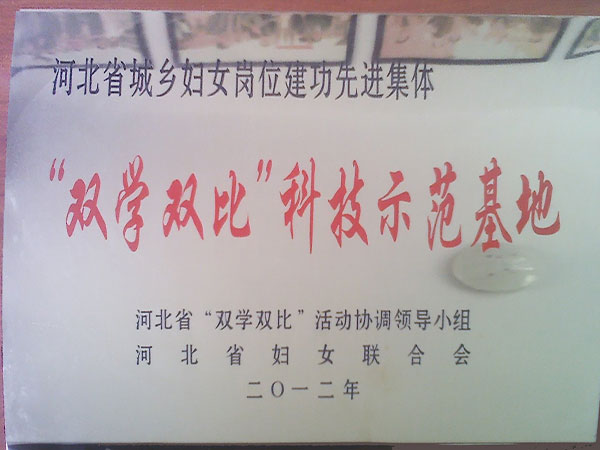 河北省城乡妇女岗位建功先进集体
“双学双比”科技示范基地
河北省“双学双比”活动协调领导小组
河北省妇女联合会
二〇一二年